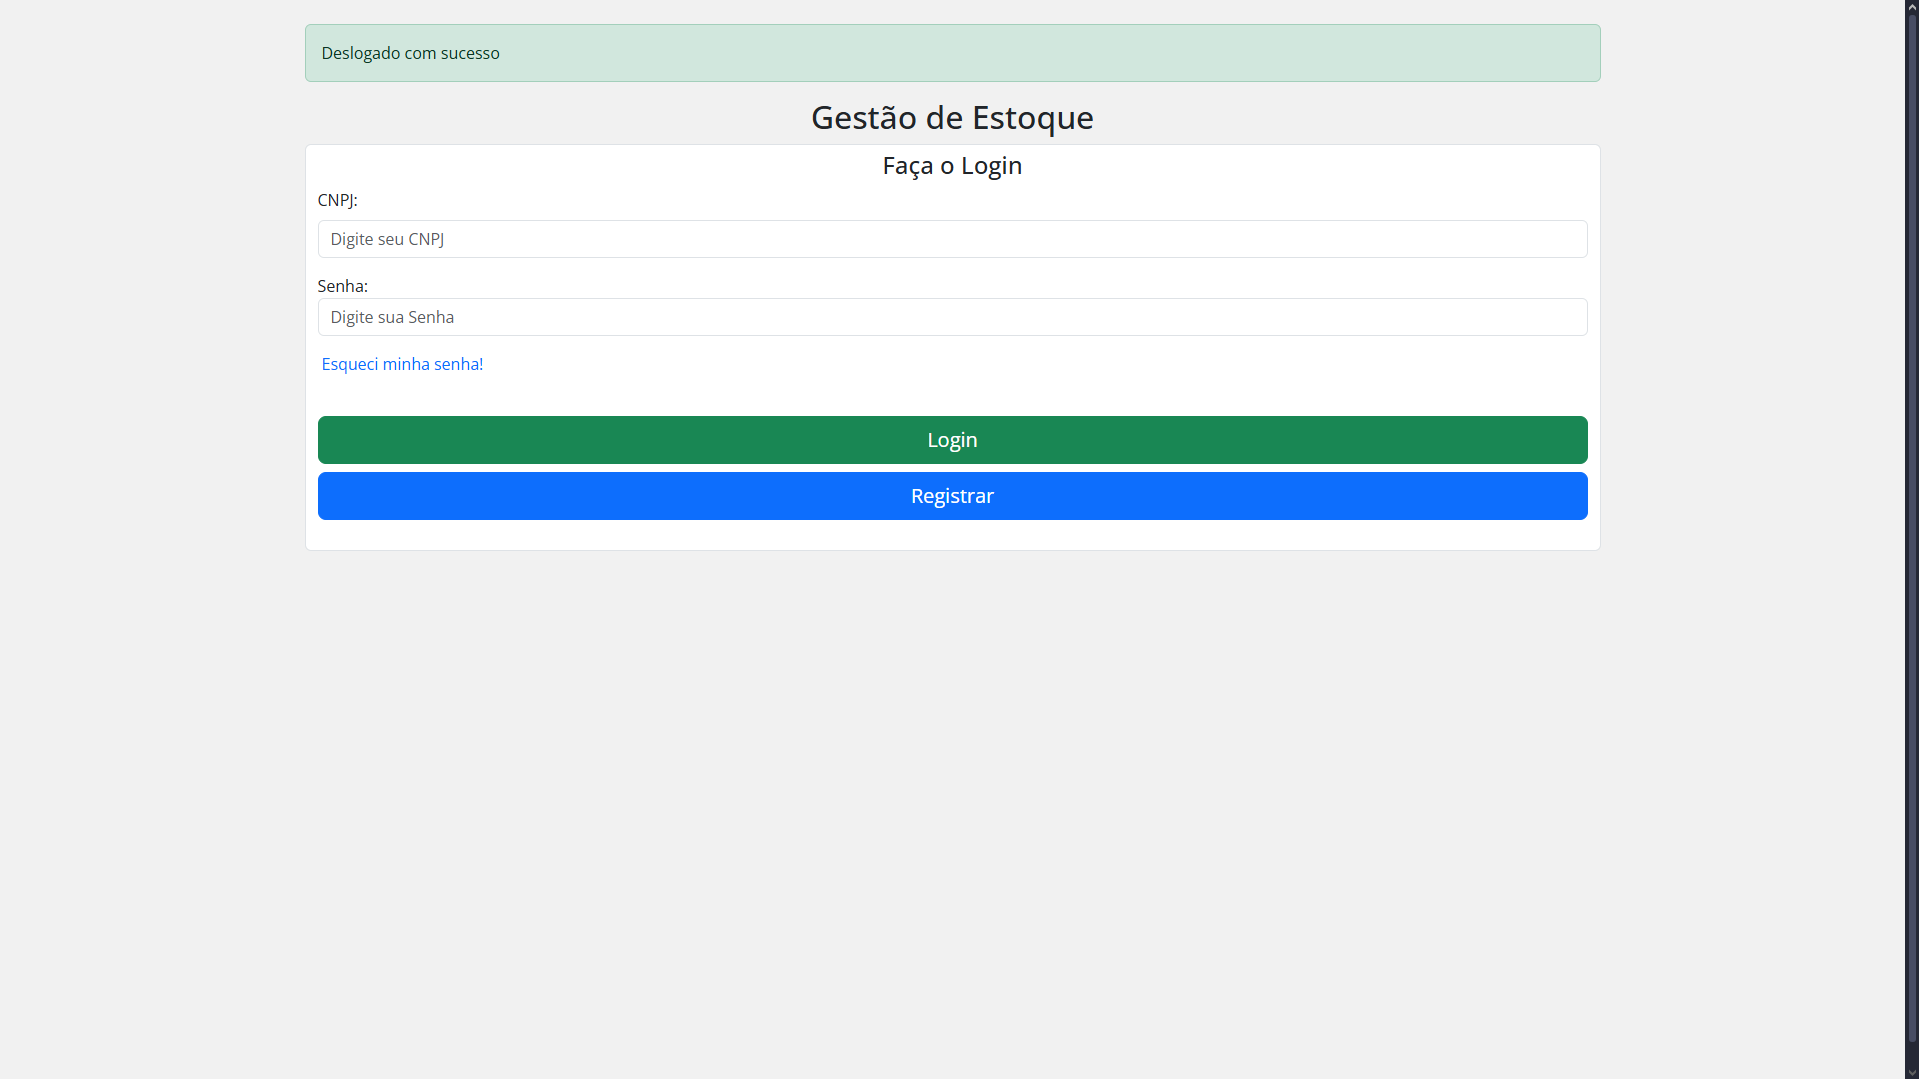 Deslogado com sucesso
Gestão de Estoque
Faça o Login
CNPJ:
Digite seu CNPJ
Senha:
Digite sua Senha
Esqueci minha senha!
Login
Registrar